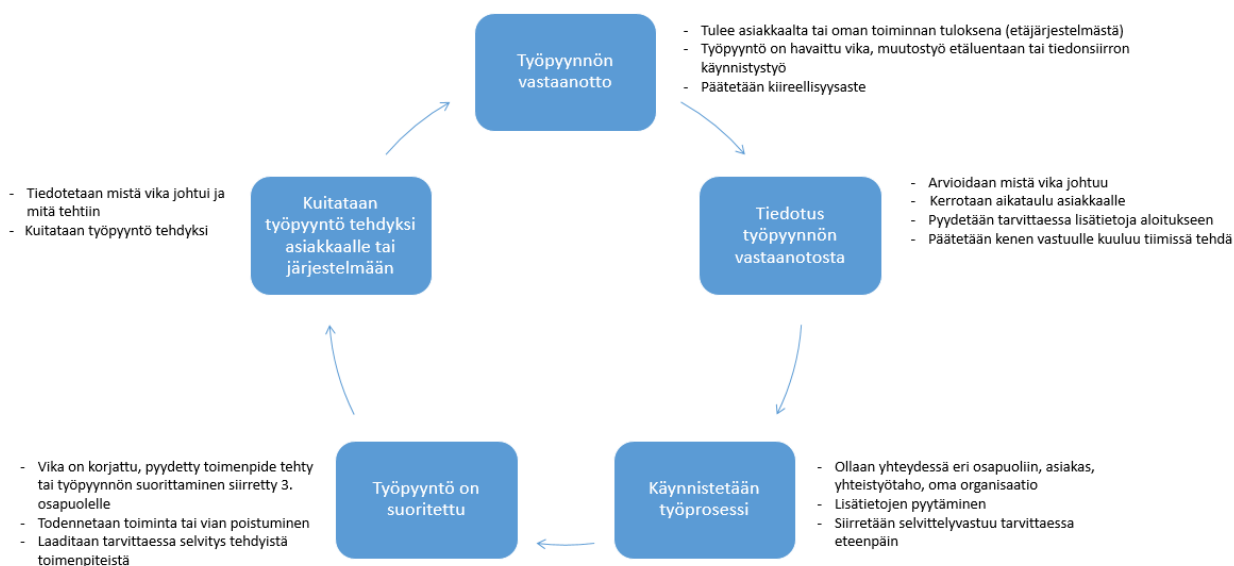 Työpyynnön
vastaanotto
- Tulee asiakkaalta tai oman toiminnan tuloksena (etäjärjestelmästä)
- Työpyyntö on havaittu vika, muutostyö etäluentaan tai tiedonsiirron
käynnistystyö
- Päätetään kiireellisyysaste
Tiedotus
työpyynnön
vastaanotosta
- Arvioidaan mistä vika johtuu
- Kerrotaan aikataulu asiakkaalle
- Pyydetään tarvittaessa lisätietoja aloitukseen
- Päätetään kenen vastuulle kuuluu tiimissä tehdä
Käynnistetään
työprosessi
- Ollaan yhteydessä eri osapuoliin, asiakas,
yhteistyötaho, oma organisaatio
- Lisätietojen pyytäminen
- Siirretään selvittelyvastuu tarvittaessa
eteenpäin
Työpyyntö on
suoritettu
- Vika on korjattu, pyydetty toimenpide tehty
tai työpyynnön suorittaminen siirretty 3.
osapuolelle
- Todennetaan toiminta tai vian poistuminen
- Laaditaan tarvittaessa selvitys tehdyistä
toimenpiteistä
Kuitataan
työpyyntö tehdyksi
asiakkaalle tai
järjestelmään
- Tiedotetaan mistä vika johtui ja
mitä tehtiin
- Kuitataan työpyyntö tehdyksi